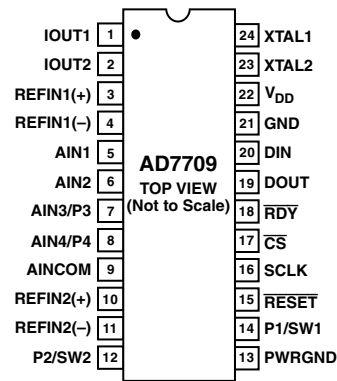 IOUT1 1 24 XTAL1
IOUT2 2 23 XTAL2
REFIN1(+) 3 22 VDD
REFIN1(–) 4 21 GND
AIN1 5 20 DIN
AIN2 6 AD7709 19 DOUT
TOP VIEW
AIN3/P3 7 (Not to Scale) 18 RDY
AIN4/P4 8 17 CS
AINCOM 9 16 SCLK
REFIN2(+) 10 15 RESET
REFIN2(–) 11 14 P1/SW1
P2/SW2 12 13 PWRGND